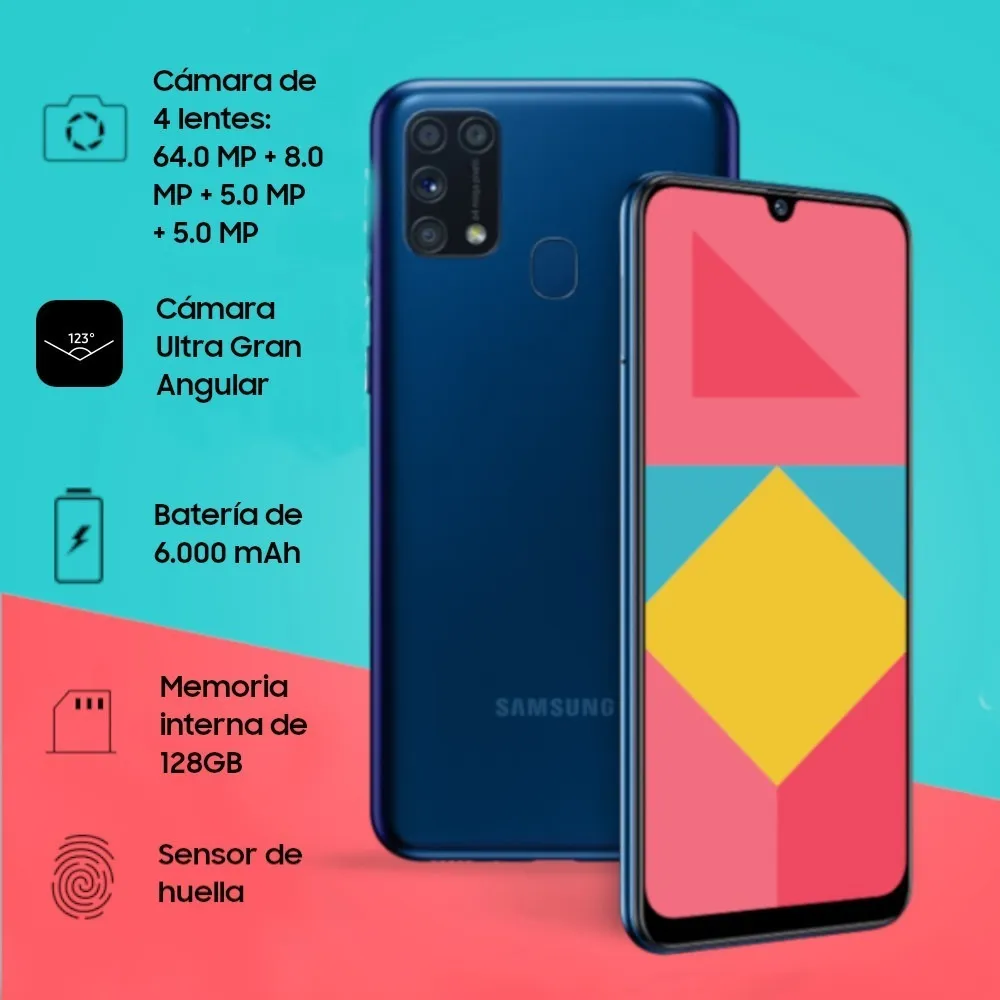 Cámara de
4 lentes:
64.0 MP + 8.0
MP + 5.0 MP
+ 5.0 MP
123°
Cámara
Ultra Gran
Angular
Batería de
6.000 mAh
Memoria
interna de
128GB
Sensor de
huella
SAMSUNG